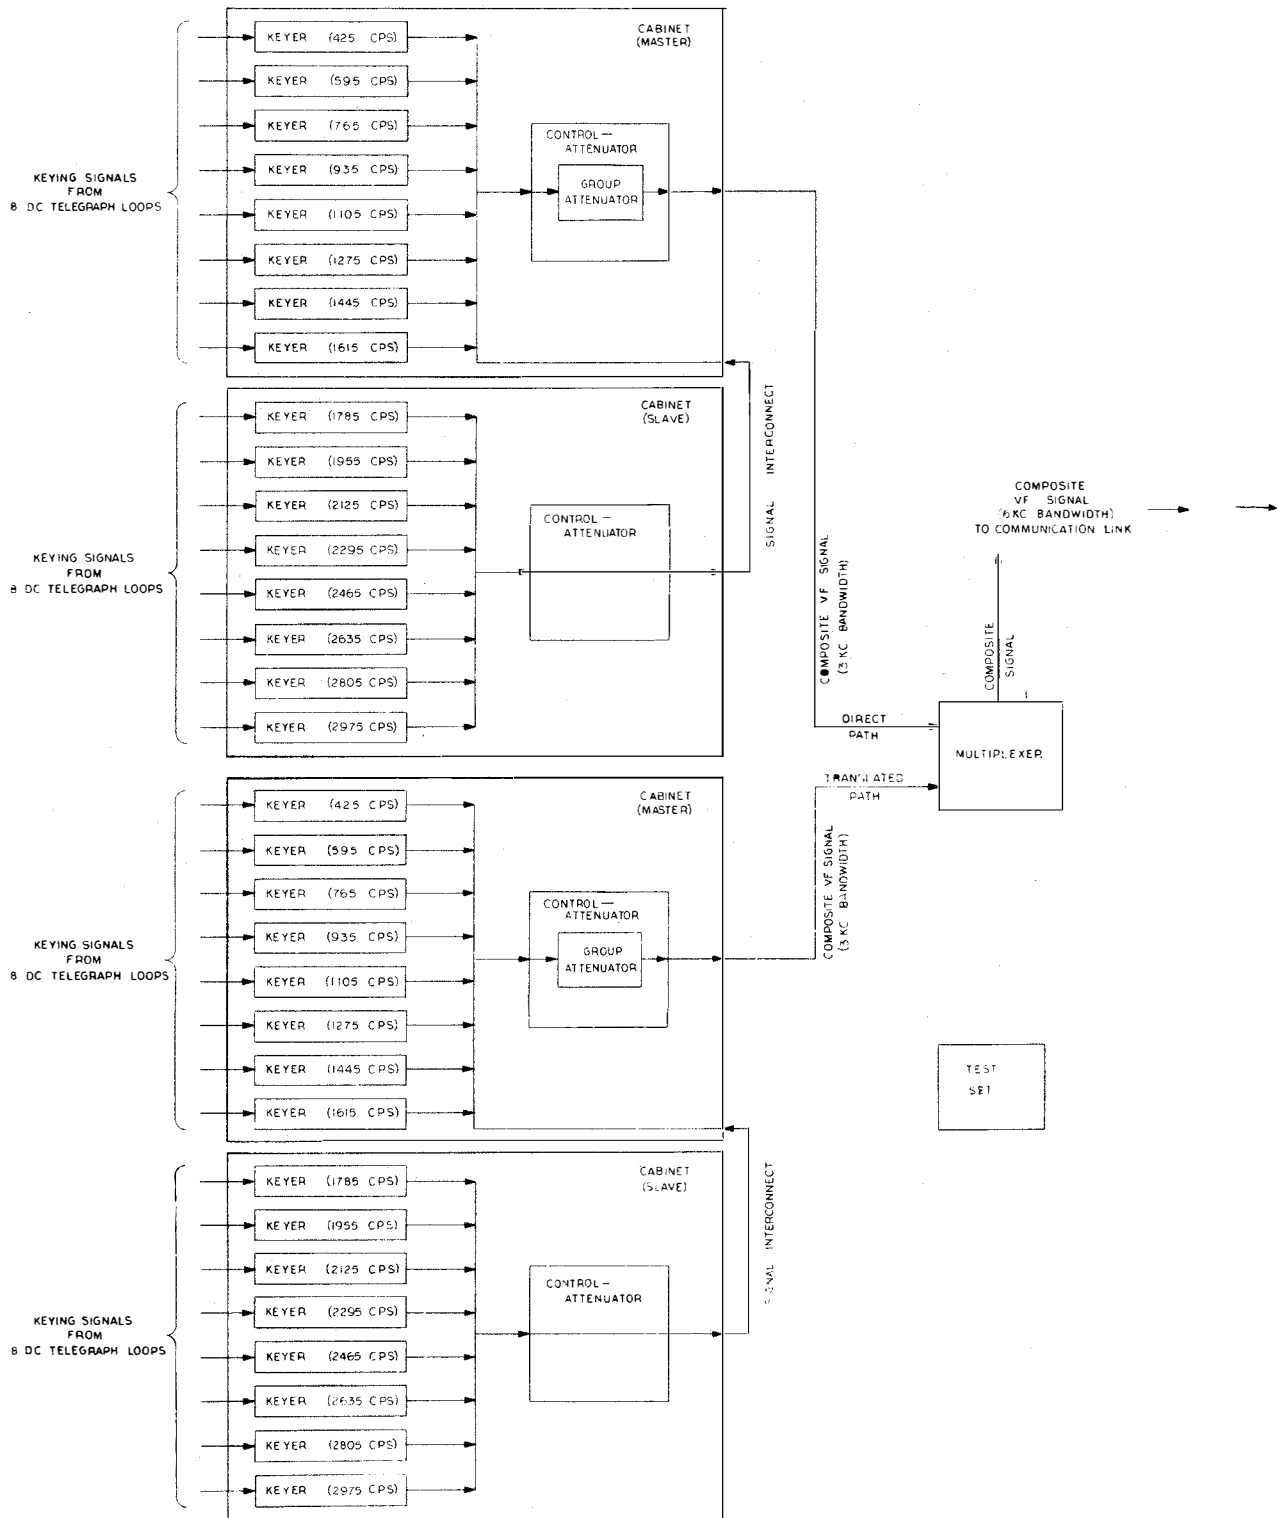 CABINET
(MASTER)
KEYER (425 CPS)
KEYER (595 CPS)
KEYER (765 CPS)
KEYER (935 CPS)
KEYER (1105 CPS)
KEYER (1275 CPS)
KEYER (1445 CPS)
KEYER (1615 CPS)
KEYING SIGNALS
FROM
8 DC TELEGRAPH LOOPS
CONTROL—
ATTENUATOR
GROUP
ATTENUATOR
CABINET
(SLAVE)
KEYER (1785 CPS)
KEYER (1955 CPS)
KEYER (2125 CPS)
KEYER (2295 CPS)
KEYER (2465 CPS)
KEYER (2635 CPS)
KEYER (2805 CPS)
KEYER (2975 CPS)
KEYING SIGNALS
FROM
8 DC TELEGRAPH LOOPS
CONTROL—
ATTENUATOR
SIGNAL INTERCONNECT
COMPOSITE VF SIGNAL
(3 KC BANDWIDTH)
COMPOSITE
VF SIGNAL
(6 KC BANDWIDTH)
TO COMMUNICATION LINK
COMPOSITE
SIGNAL
DIRECT
PATH
MULTIPLEXER
TRANSLATED
PATH
CABINET
(MASTER)
KEYER (425 CPS)
KEYER (595 CPS)
KEYER (765 CPS)
KEYER (935 CPS)
KEYER (1105 CPS)
KEYER (1275 CPS)
KEYER (1445 CPS)
KEYER (1615 CPS)
KEYING SIGNALS
FROM
8 DC TELEGRAPH LOOPS
CONTROL—
ATTENUATOR
GROUP
ATTENUATOR
COMPOSITE VF SIGNAL
(3 KC BANDWIDTH)
TEST
SET
CABINET
(SLAVE)
KEYER (1785 CPS)
KEYER (1955 CPS)
KEYER (2125 CPS)
KEYER (2295 CPS)
KEYER (2465 CPS)
KEYER (2635 CPS)
KEYER (2805 CPS)
KEYER (2975 CPS)
KEYING SIGNALS
FROM
8 DC TELEGRAPH LOOPS
CONTROL—
ATTENUATOR
SIGNAL INTERCONNECT